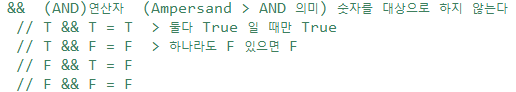 && (AND)연산자 (Ampersand > AND 의미) 숫자를 대상으로 하지 않는다
// T && T = T > 둘다 True 일 때만 True
// T && F = F > 하나라도 F 있으면 F
// F && T = F
// F && F = F